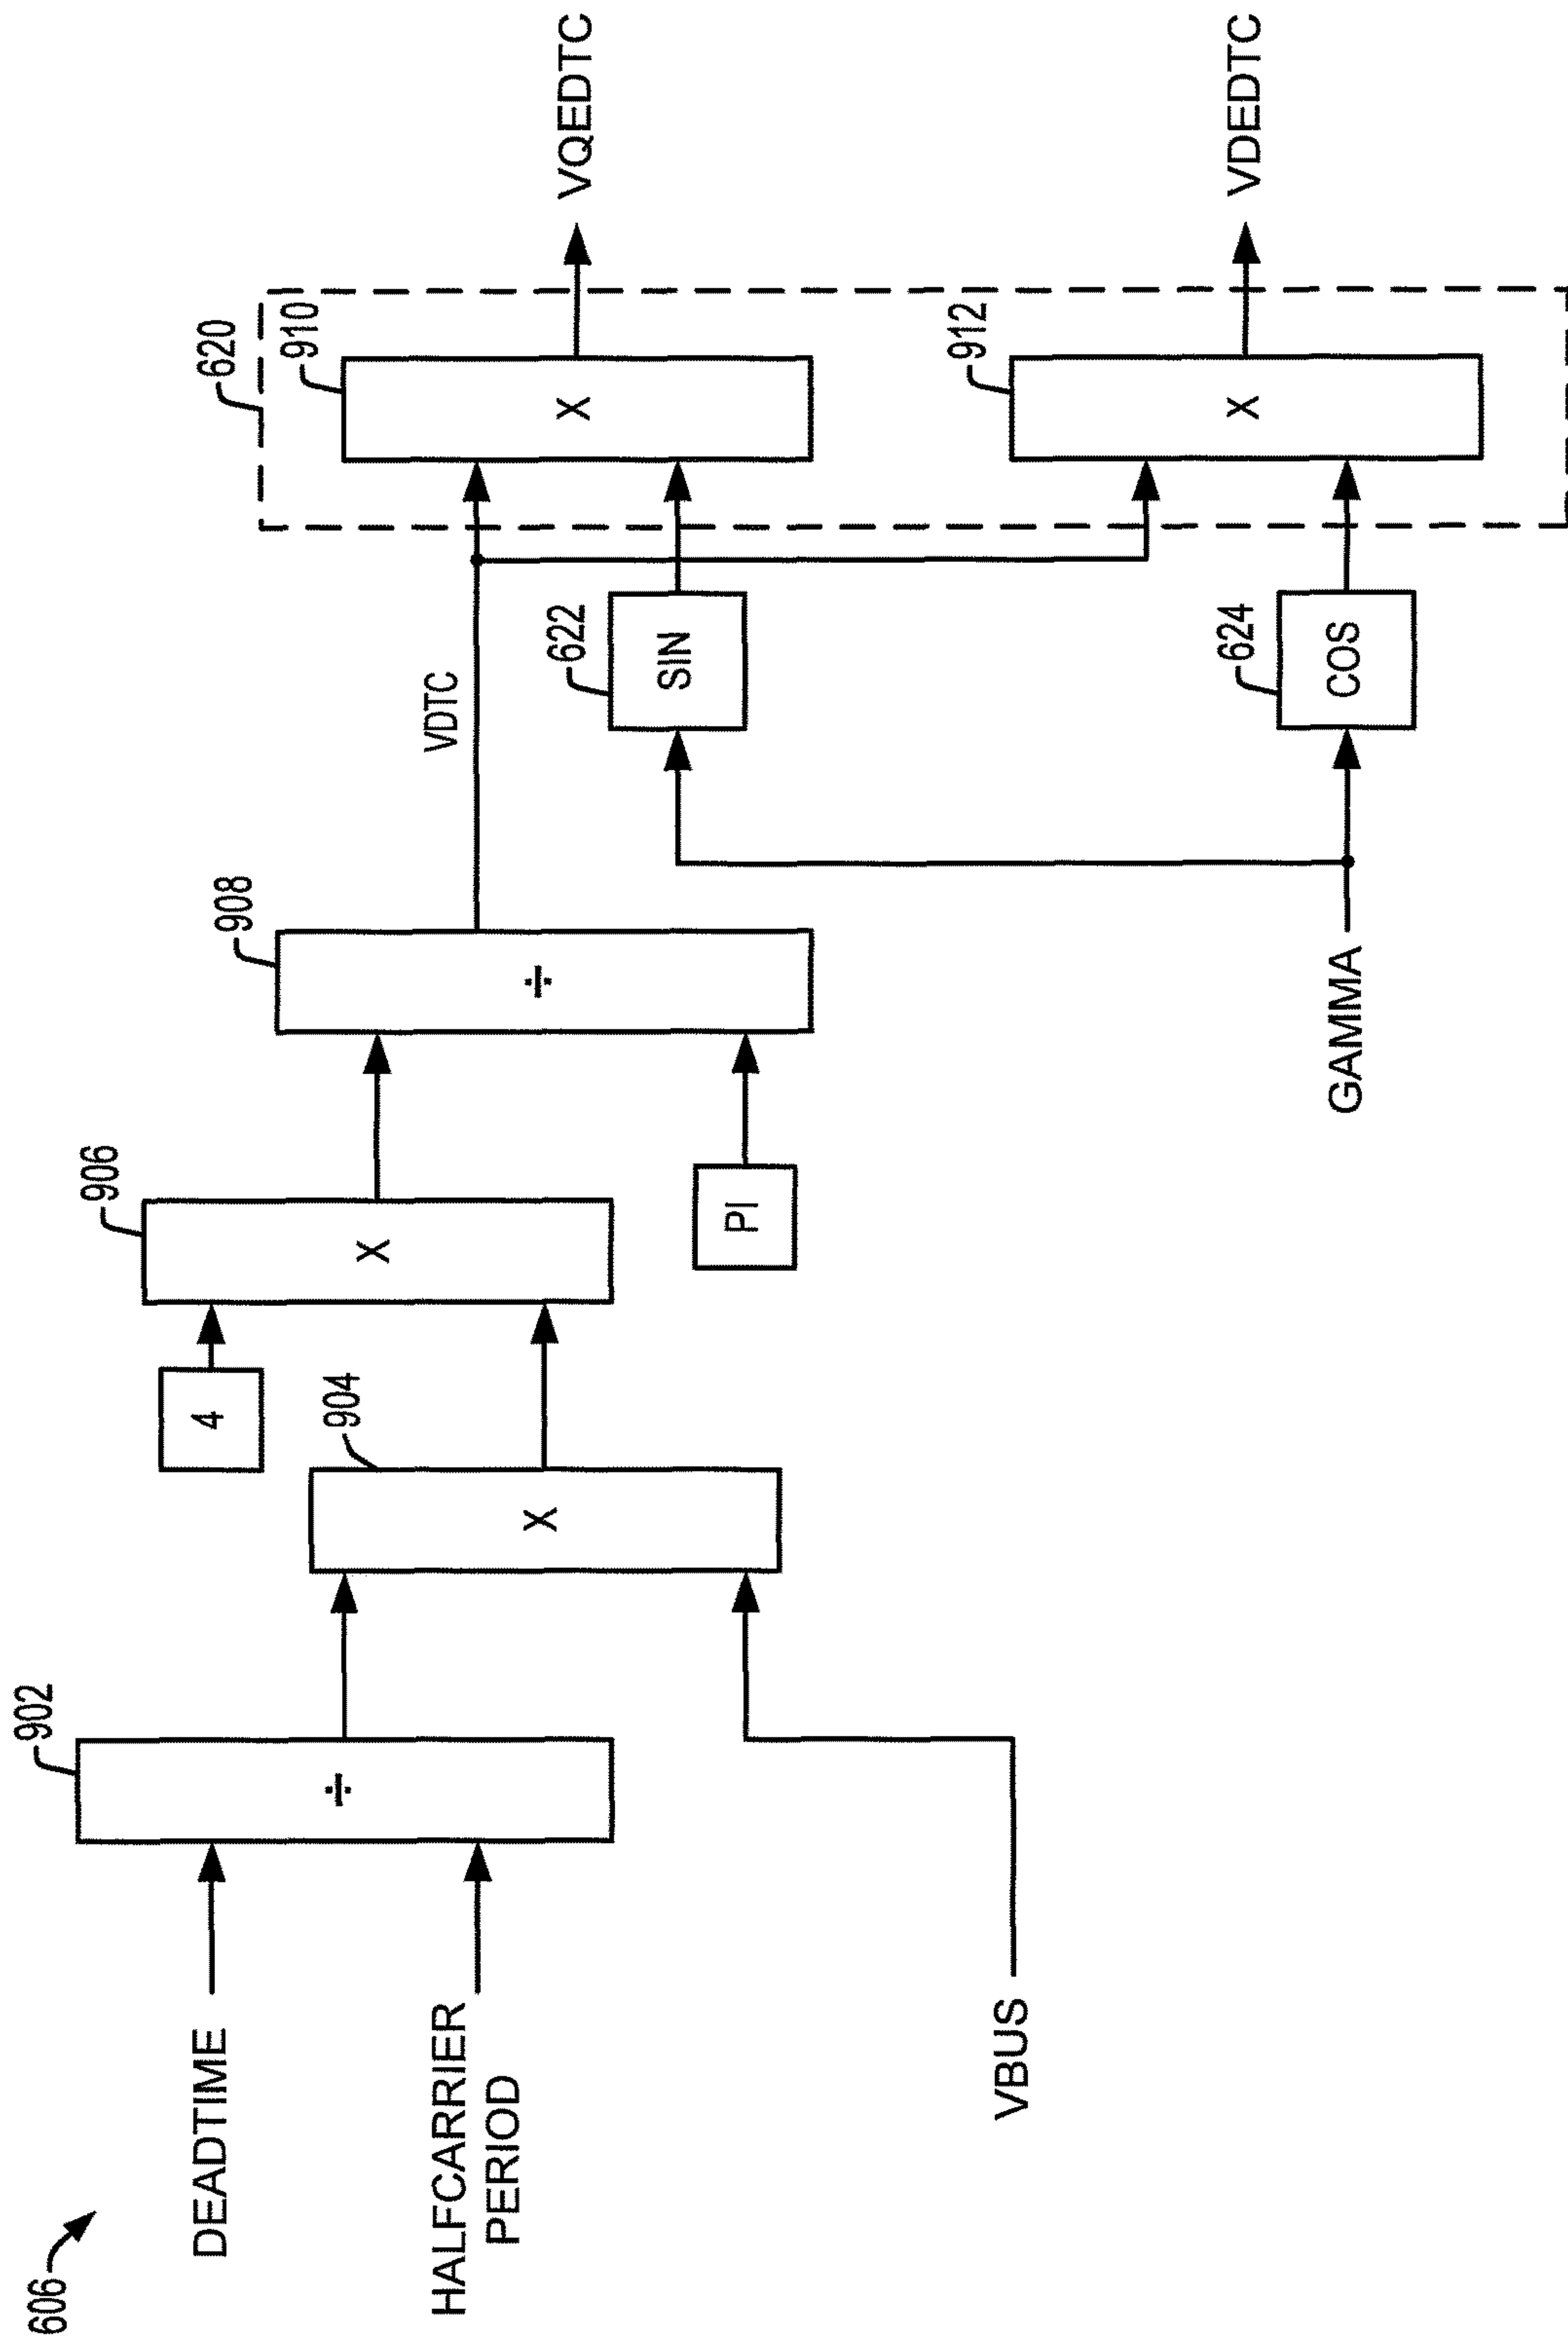 606
DEADTIME
HALFCARRIER
PERIOD
VBUS
902
÷
904
X
4
906
X
PI
908
÷
GAMMA
VDTC
622
SIN
624
COS
620
910
X
912
X
VQEDTC
VDEDTC